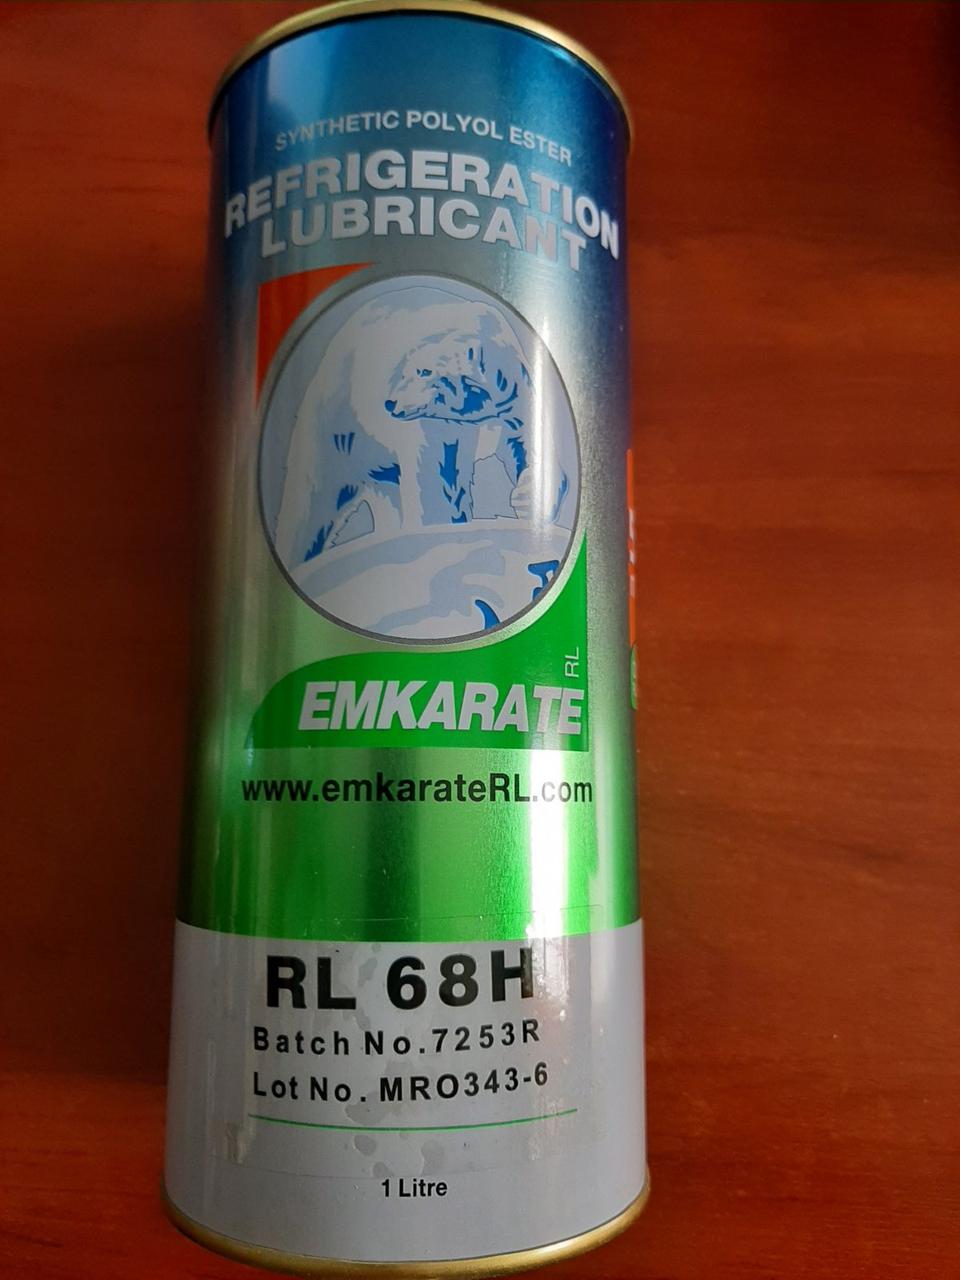 SYNTHETIC POLYOL ESTER
REFRIGERATION
LUBRICANT
EMKARATE RL
www.emkarateRL.com
RL 68H
Batch No.7253R
Lot No. MRO343-6
1 Litre